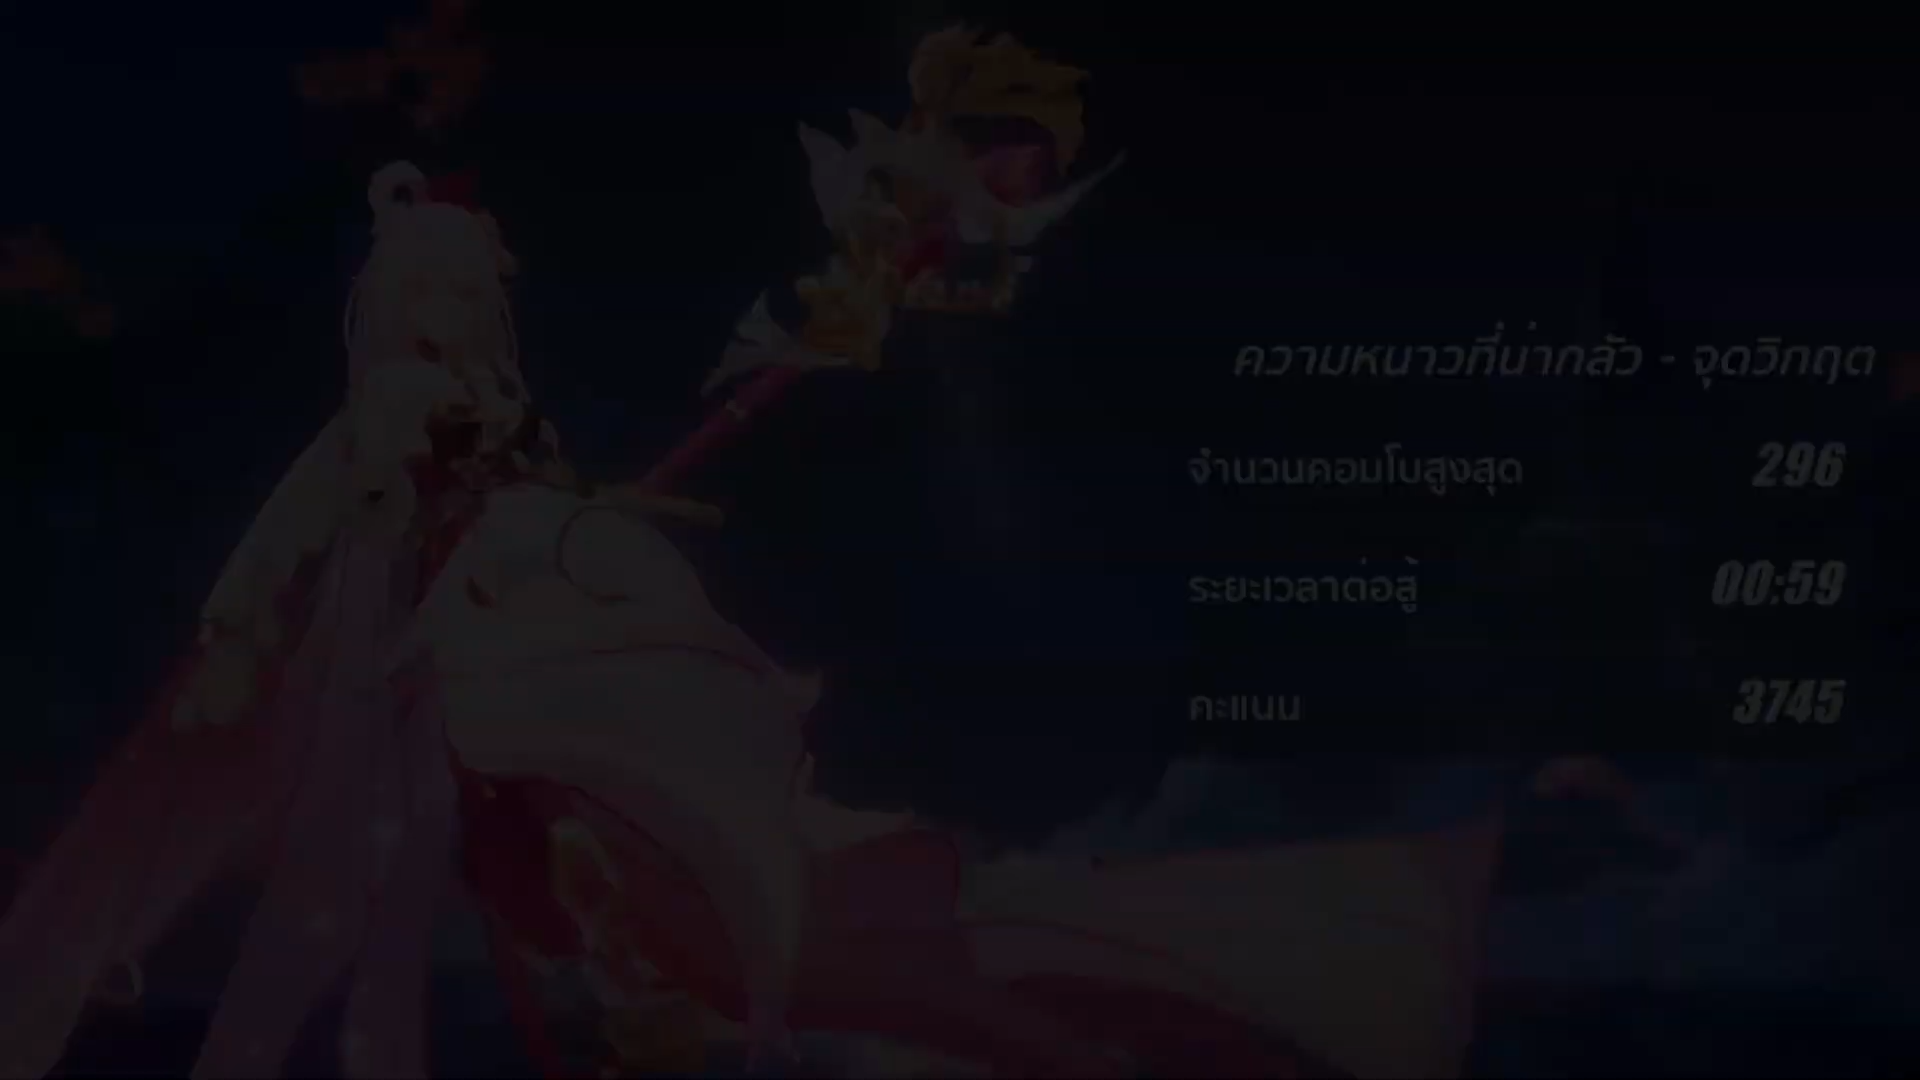 ความหนาวที่น่ากลัว - จุดวิกฤต
จำนวนคอมโบสูงสุด 296
ระยะเวลาต่อสู้ 00:59
คะแนน 3745